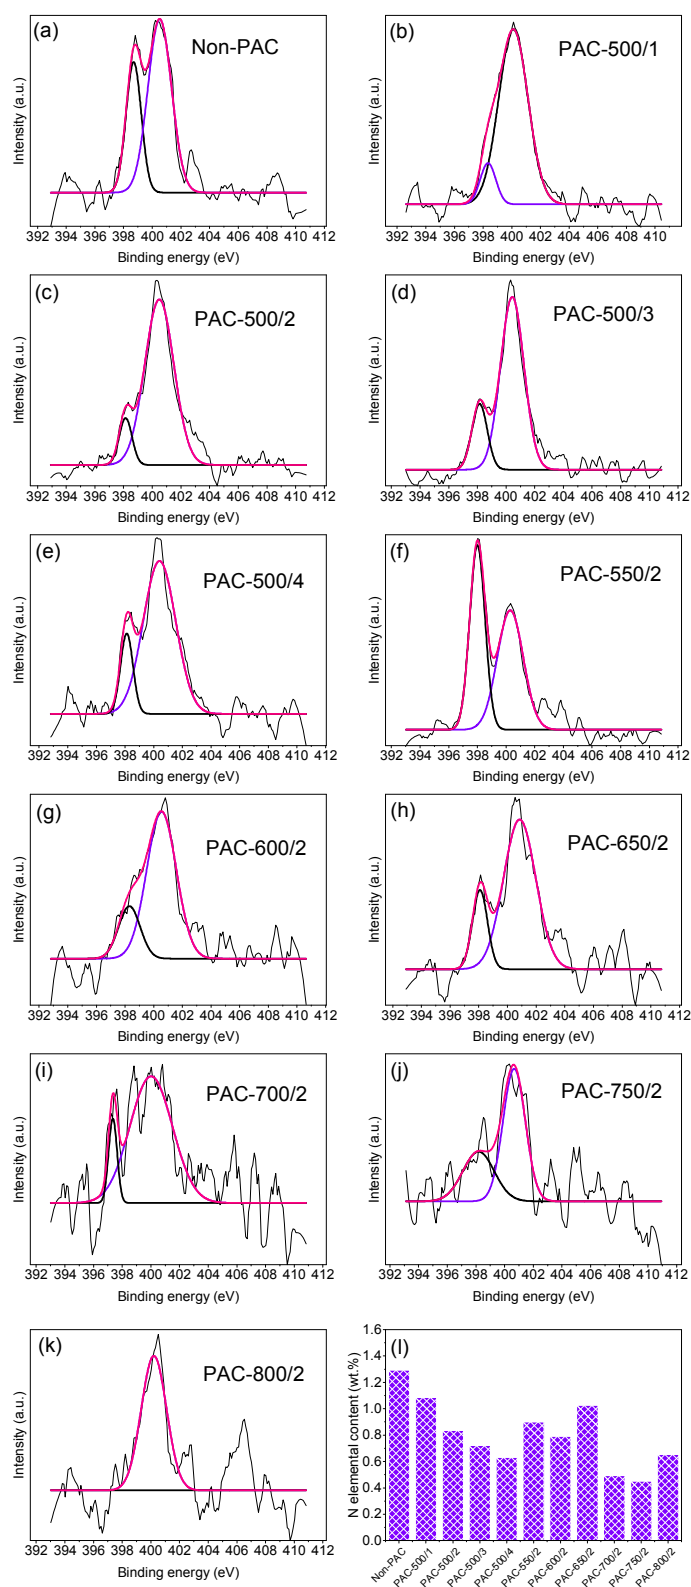 (a) Non-PAC
Intensity (a.u.)
392 394 396 398 400 402 404 406 408 410 412
Binding energy (eV)
(b) PAC-500/1
Intensity (a.u.)
392 394 396 398 400 402 404 406 408 410
Binding energy (eV)
(c) PAC-500/2
Intensity (a.u.)
392 394 396 398 400 402 404 406 408 410 412
Binding energy (eV)
(d) PAC-500/3
Intensity (a.u.)
392 394 396 398 400 402 404 406 408 410 412
Binding energy (eV)
(e) PAC-500/4
Intensity (a.u.)
392 394 396 398 400 402 404 406 408 410 412
Binding energy (eV)
(f) PAC-550/2
Intensity (a.u.)
392 394 396 398 400 402 404 406 408 410 412
Binding energy (eV)
(g) PAC-600/2
Intensity (a.u.)
392 394 396 398 400 402 404 406 408 410 412
Binding energy (eV)
(h) PAC-650/2
Intensity (a.u.)
392 394 396 398 400 402 404 406 408 410 412
Binding energy (eV)
(i) PAC-700/2
Intensity (a.u.)
392 394 396 398 400 402 404 406 408 410 412
Binding energy (eV)
(j) PAC-750/2
Intensity (a.u.)
392 394 396 398 400 402 404 406 408 410 412
Binding energy (eV)
(k) PAC-800/2
Intensity (a.u.)
392 394 396 398 400 402 404 406 408 410 412
Binding energy (eV)
(l)
N elemental content (wt.%)
1.6
1.4
1.2
1.0
0.8
0.6
0.4
0.2
0.0
Non-PAC
PAC-500/1
PAC-500/2
PAC-500/3
PAC-500/4
PAC-550/2
PAC-600/2
PAC-650/2
PAC-700/2
PAC-750/2
PAC-800/2